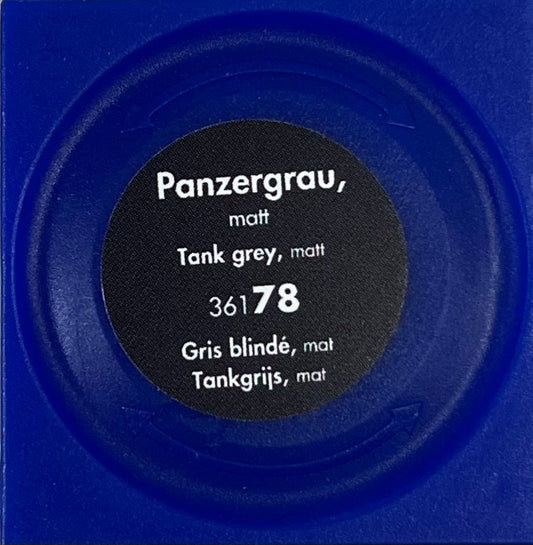 Panzergrau,
matt
Tank grey, matt
36178
Gris blindé, mat
Tankgrijs, mat